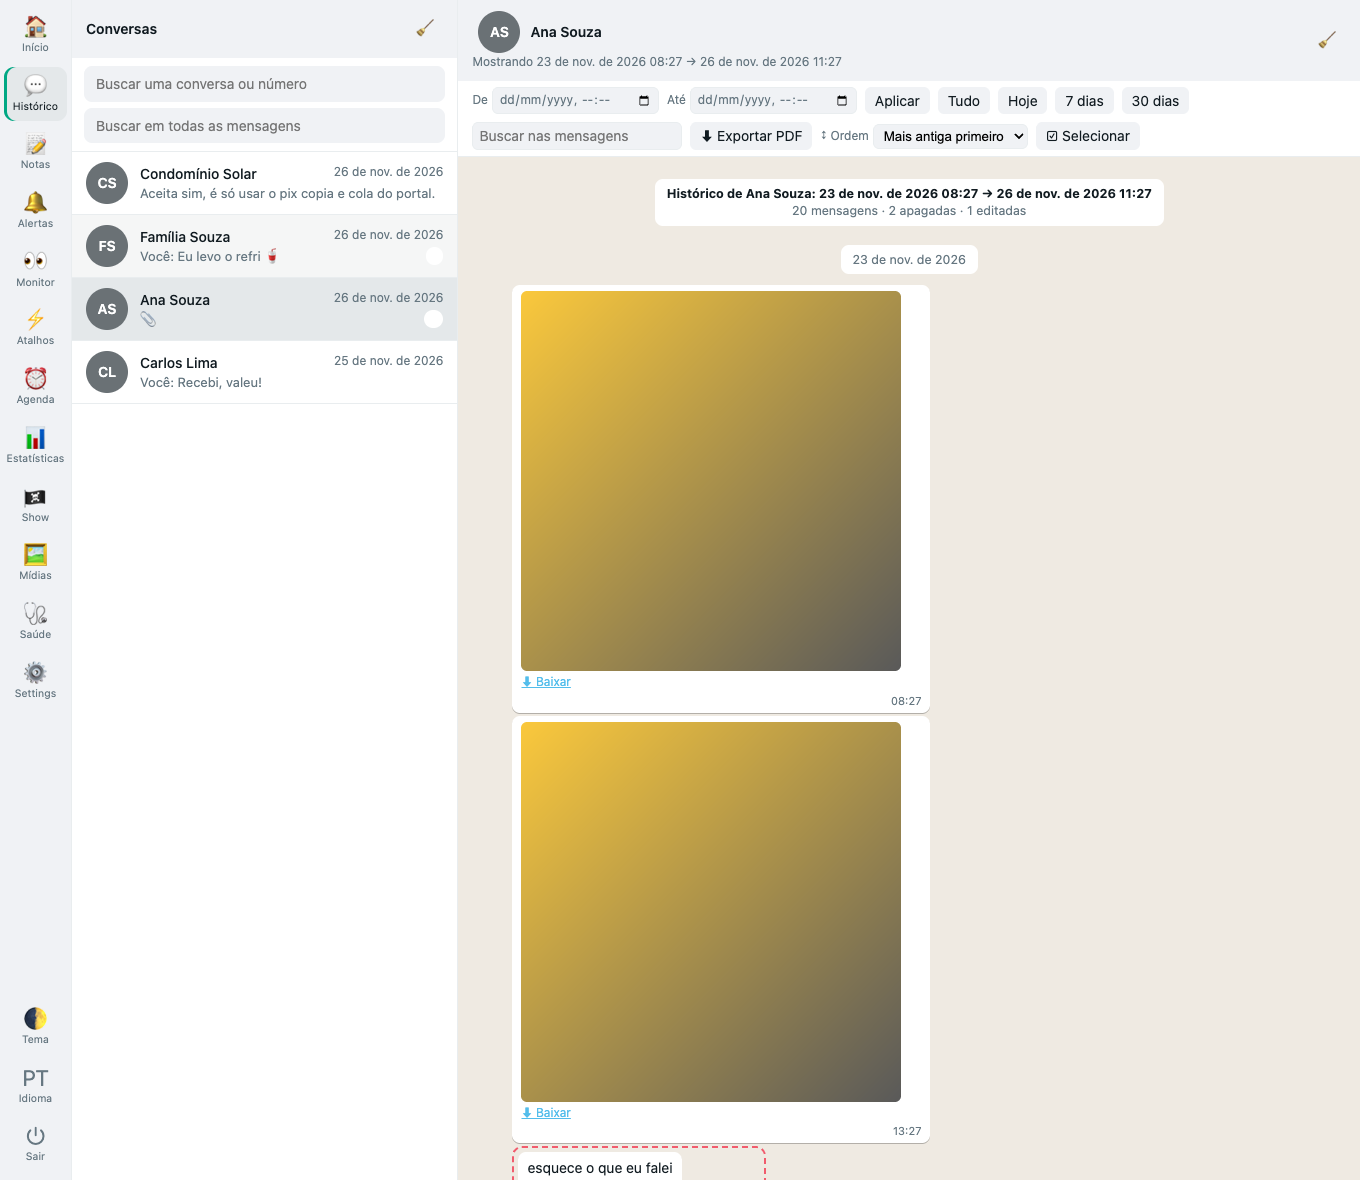 Início
Histórico
Notas
Alertas
Monitor
Atalhos
Agenda
Estatísticas
Show
Mídias
Saúde
Settings
Tema
PT
Idioma
Sair
Conversas
Buscar uma conversa ou número
Buscar em todas as mensagens
CS
Condomínio Solar
26 de nov. de 2026
Aceita sim, é só usar o pix copia e cola do portal.
FS
Família Souza
26 de nov. de 2026
Você: Eu levo o refri 🥤
AS
Ana Souza
26 de nov. de 2026
📎
CL
Carlos Lima
25 de nov. de 2026
Você: Recebi, valeu!
AS
Ana Souza
Mostrando 23 de nov. de 2026 08:27 → 26 de nov. de 2026 11:27
De dd/mm/yyyy, --:-- Até dd/mm/yyyy, --:-- Aplicar Tudo Hoje 7 dias 30 dias
Buscar nas mensagens ⬇ Exportar PDF ↕ Ordem Mais antiga primeiro ☑ Selecionar
Histórico de Ana Souza: 23 de nov. de 2026 08:27 → 26 de nov. de 2026 11:27
20 mensagens · 2 apagadas · 1 editadas
23 de nov. de 2026
⬇ Baixar
08:27
⬇ Baixar
13:27
esquece o que eu falei